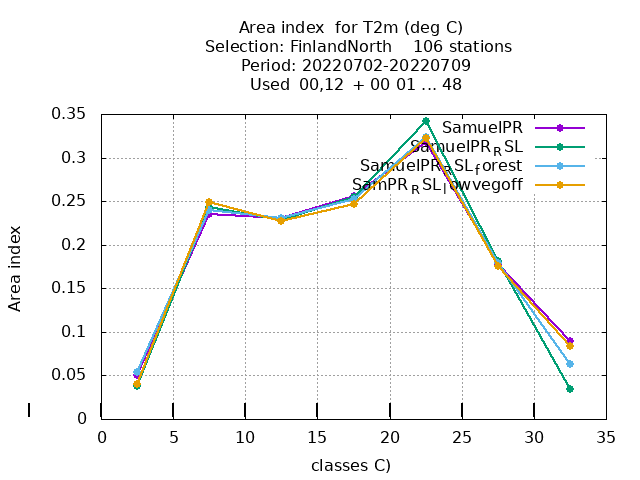 Area index  for T2m (deg C)
Selection: FinlandNorth    106 stations
Period: 20220702-20220709
Used  00,12  + 00 01 ... 48
0.35
0.3
0.25
0.2
0.15
0.1
0.05
0
Area index
SamuelPR
SamuelPR_RSL
SamuelPR_RSL_forest
SamPR_RSL_lowvegoff
0 5 10 15 20 25 30 35
classes C)